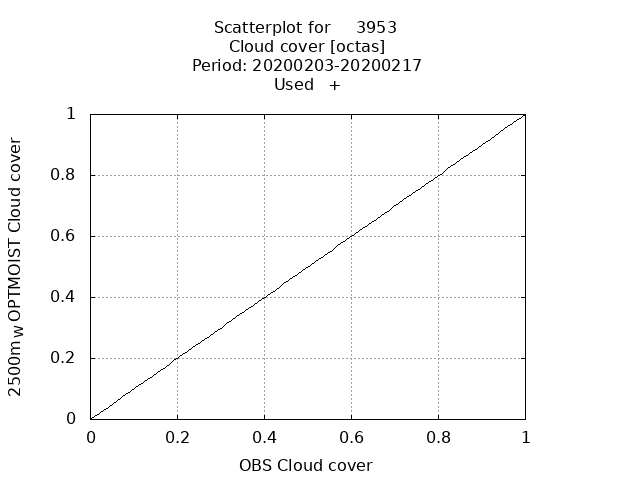 Scatterplot for 3953
Cloud cover [octas]
Period: 20200203-20200217
Used +
1
0.8
0.6
0.4
0.2
0
2500mW OPTMOIST Cloud cover
0 0.2 0.4 0.6 0.8 1
OBS Cloud cover